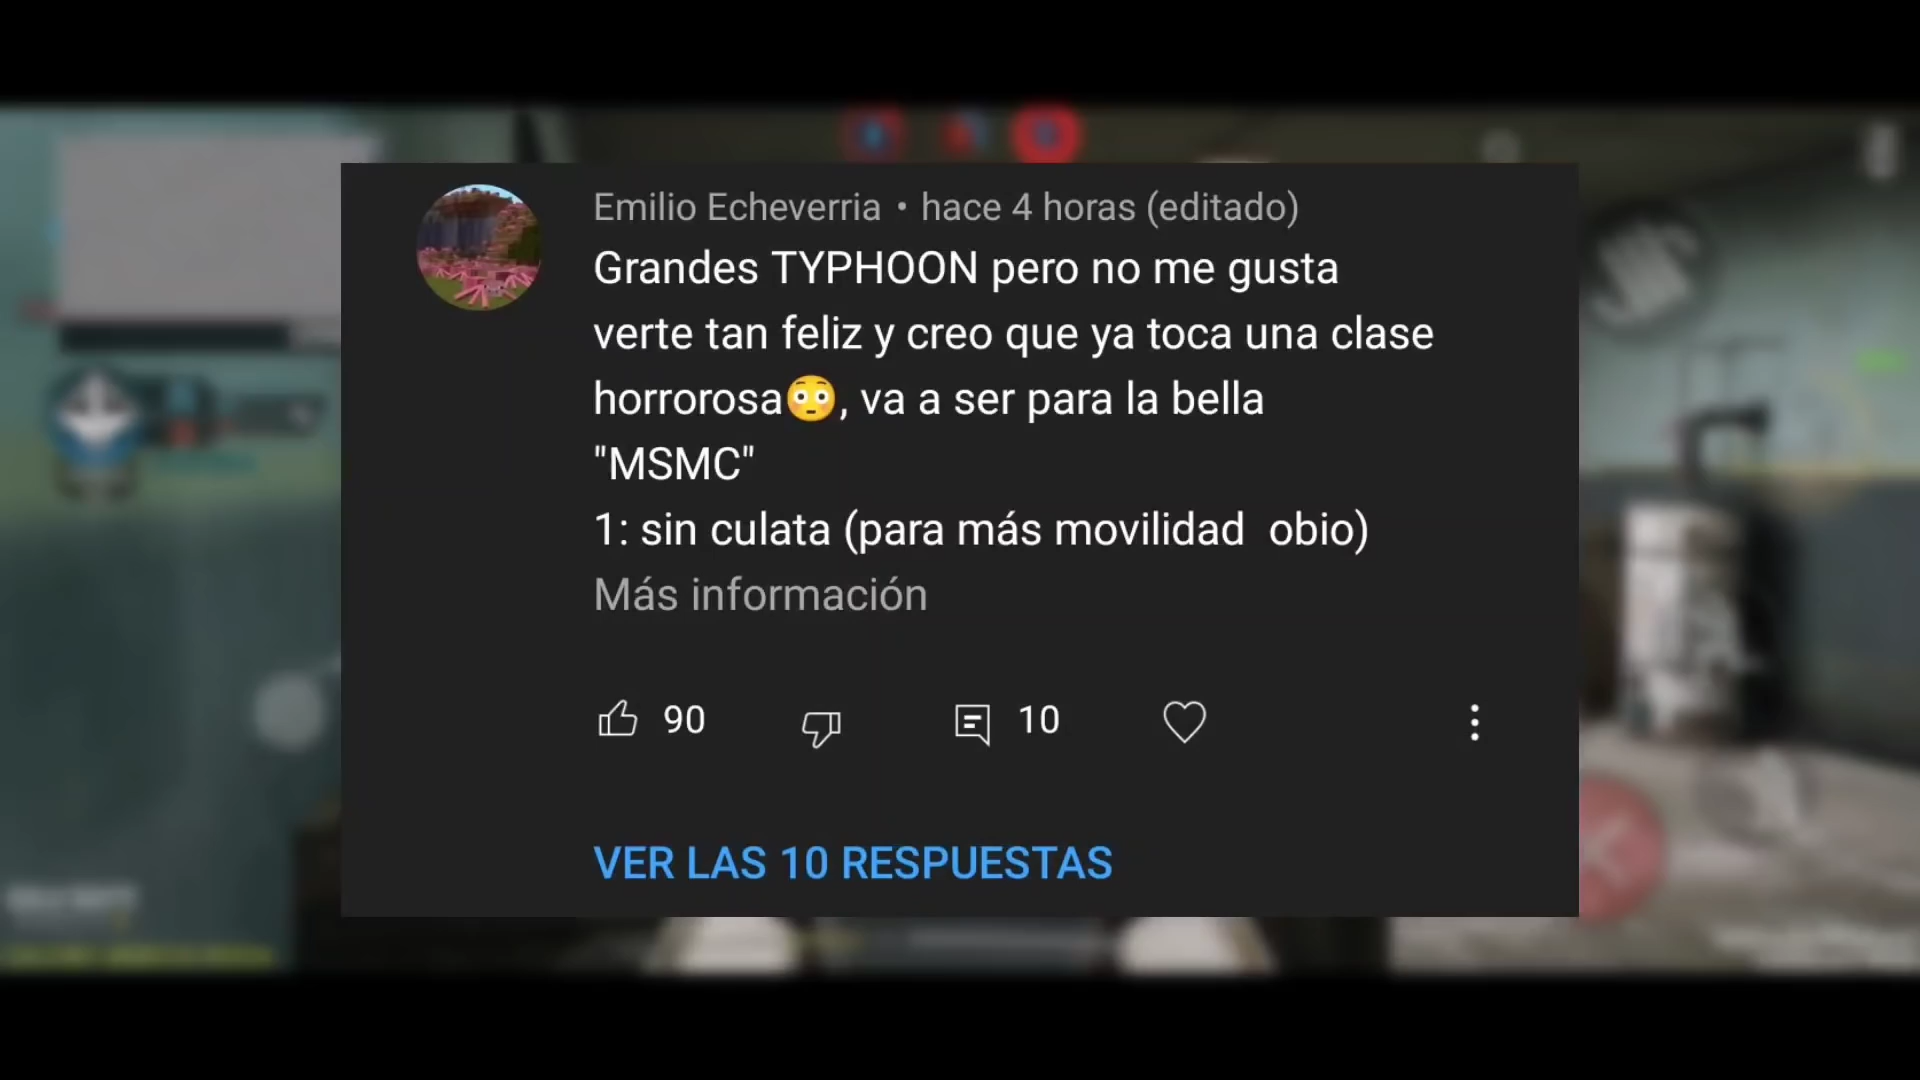 Emilio Echeverria • hace 4 horas (editado)
Grandes TYPHOON pero no me gusta
verte tan feliz y creo que ya toca una clase
horrorosa😳, va a ser para la bella
"MSMC"
1: sin culata (para más movilidad  obio)
Más información
90
10
VER LAS 10 RESPUESTAS